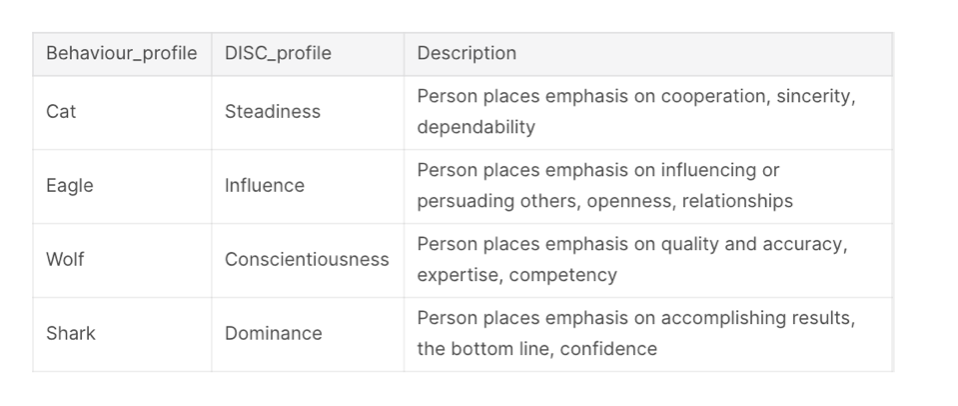 Behaviour_profile DISC_profile Description
Person places emphasis on cooperation, sincerity,
Cat Steadiness
dependability
Person places emphasis on influencing or
Eagle Influence
persuading others, openness, relationships
Person places emphasis on quality and accuracy,
Wolf Conscientiousness
expertise, competency
Person places emphasis on accomplishing results,
Shark Dominance
the bottom line, confidence